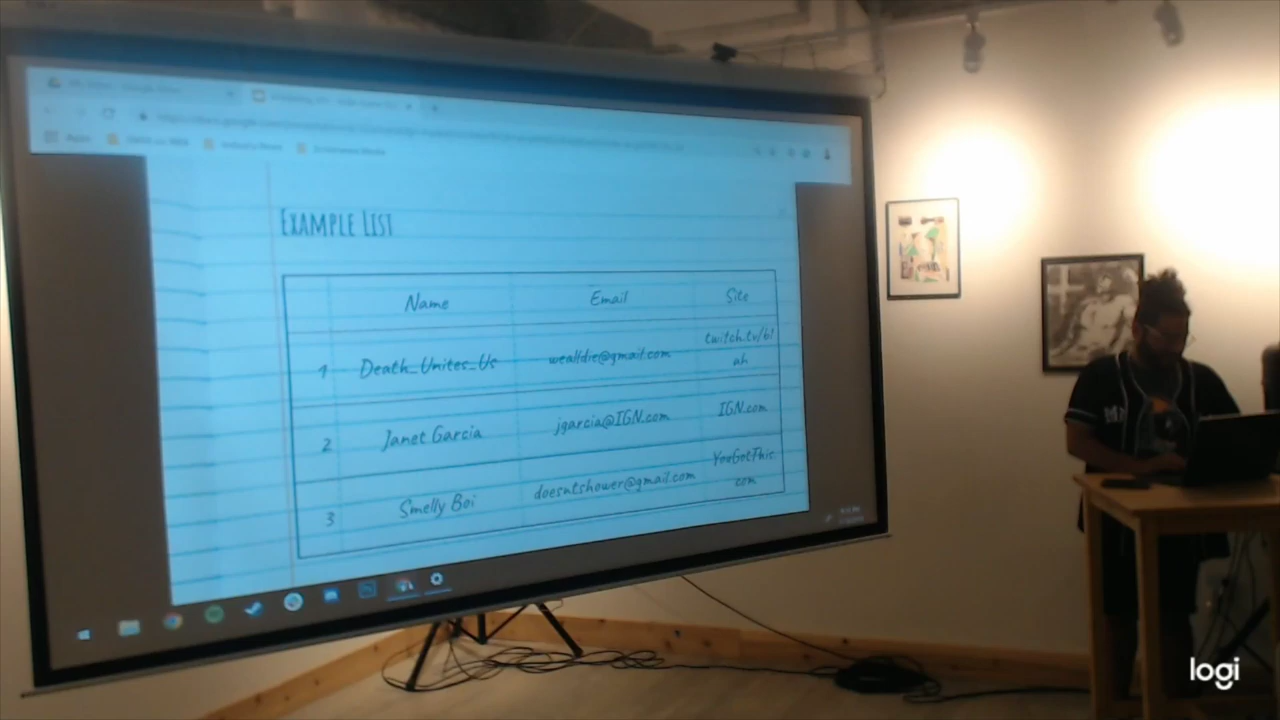 Example List
Name Email Site
1 Death_Unites_Us wealldie@gmail.com twitch.tv/bl
ah
2 Janet Garcia jgarcia@IGN.com IGN.com
3 Smelly Boi doesntshower@gmail.com YouGotThis.
com
logi